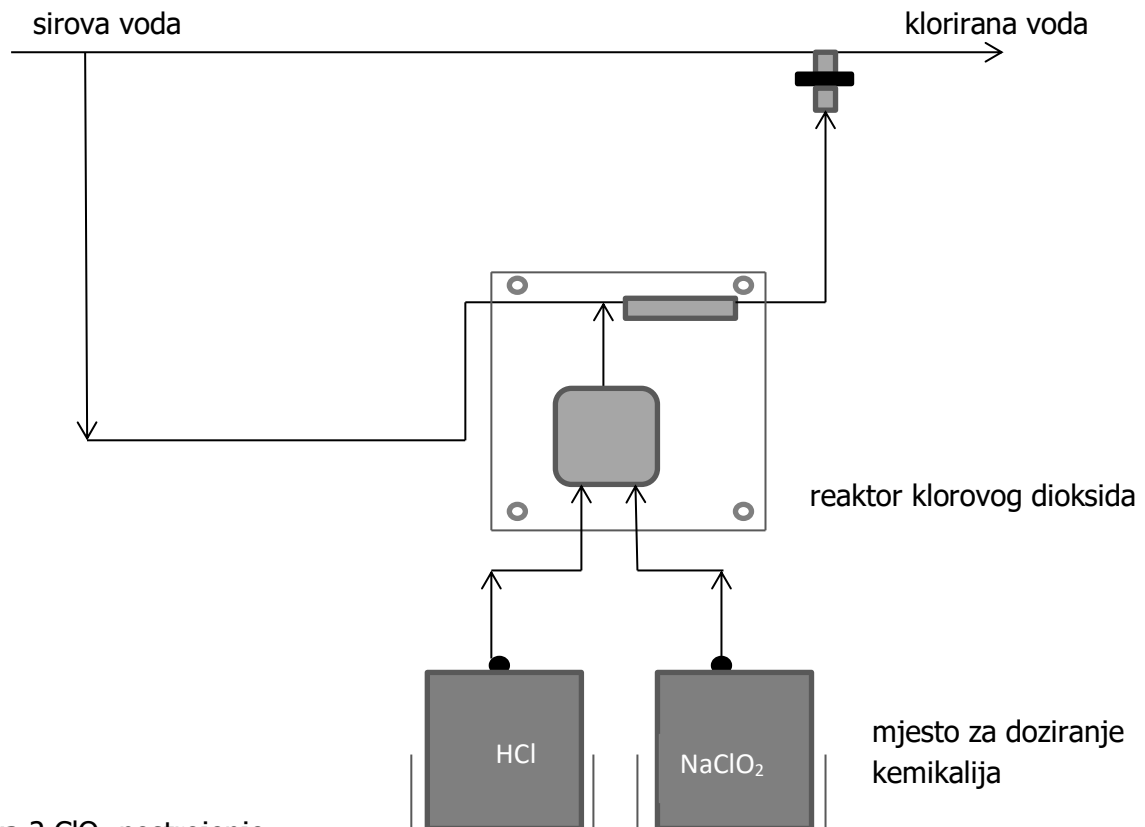 sirova voda
klorirana voda
reaktor klorovog dioksida
HCl
NaClO₂
mjesto za doziranje
kemikalija